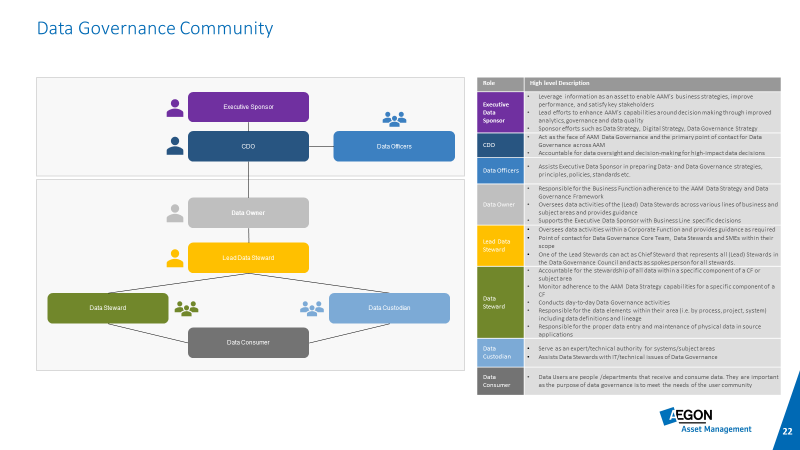 Data Governance Community
Executive Sponsor
CDO
Data Officers
Data Owner
Lead Data Steward
Data Steward
Data Custodian
Data Consumer
Role
High level Description
Executive
Data
Sponsor
• Leverage information as an asset to enable AAM's business strategies, improve
performance, and satisfy key stakeholders
• Lead efforts to enhance AAM's capabilities around decision making through improved
analytics, governance and data quality
• Sponsor efforts such as Data Strategy, Digital Strategy, Data Governance Strategy
CDO
• Act as the face of AAM Data Governance and the primary point of contact for Data
Governance across AAM
• Accountable for data oversight and decision-making for high-impact data decisions
Data Officers
• Assists Executive Data Sponsor in preparing Data- and Data Governance strategies,
principles, policies, standards etc.
Data Owner
• Responsible for the Business Function adherence to the AAM Data Strategy and Data
Governance Framework
• Oversees data activities of the (Lead) Data Stewards across various lines of business and
subject areas and provides guidance
• Supports the Executive Data Sponsor with Business Line specific decisions
Lead Data
Steward
• Oversees data activities within a Corporate Function and provides guidance as required
• Point of contact for Data Governance Core Team, Data Stewards and SMEs within their
scope
• One of the Lead Stewards can act as Chief Steward that represents all (Lead) Stewards in
the Data Governance Council and acts as spokes person for all stewards.
Data
Steward
• Accountable for the stewardship of all data within a specific component of a CF or
subject area
• Monitor adherence to the AAM Data Strategy capabilities for a specific component of a
CF
• Conducts day-to-day Data Governance activities
• Responsible for the data elements within their area (i.e. by process, project, system)
including data definitions and lineage
• Responsible for the proper data entry and maintenance of physical data in source
applications
Data
Custodian
• Serve as an expert/technical authority for systems/subject areas
• Assists Data Stewards with IT/technical issues of Data Governance
Data
Consumer
• Data Users are people /departments that receive and consume data. They are important
as the purpose of data governance is to meet the needs of the user community
AEGON
Asset Management
22